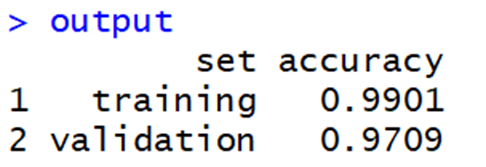 > output
set accuracy
1 training 0.9901
2 validation 0.9709